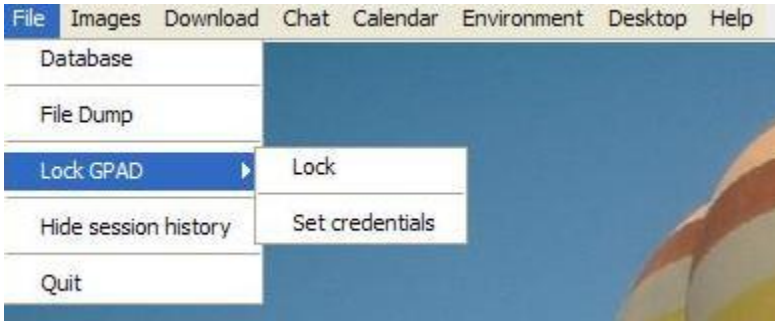 File Images Download Chat Calendar Environment Desktop Help
Database
File Dump
Lock GPAD
Lock
Hide session history
Set credentials
Quit